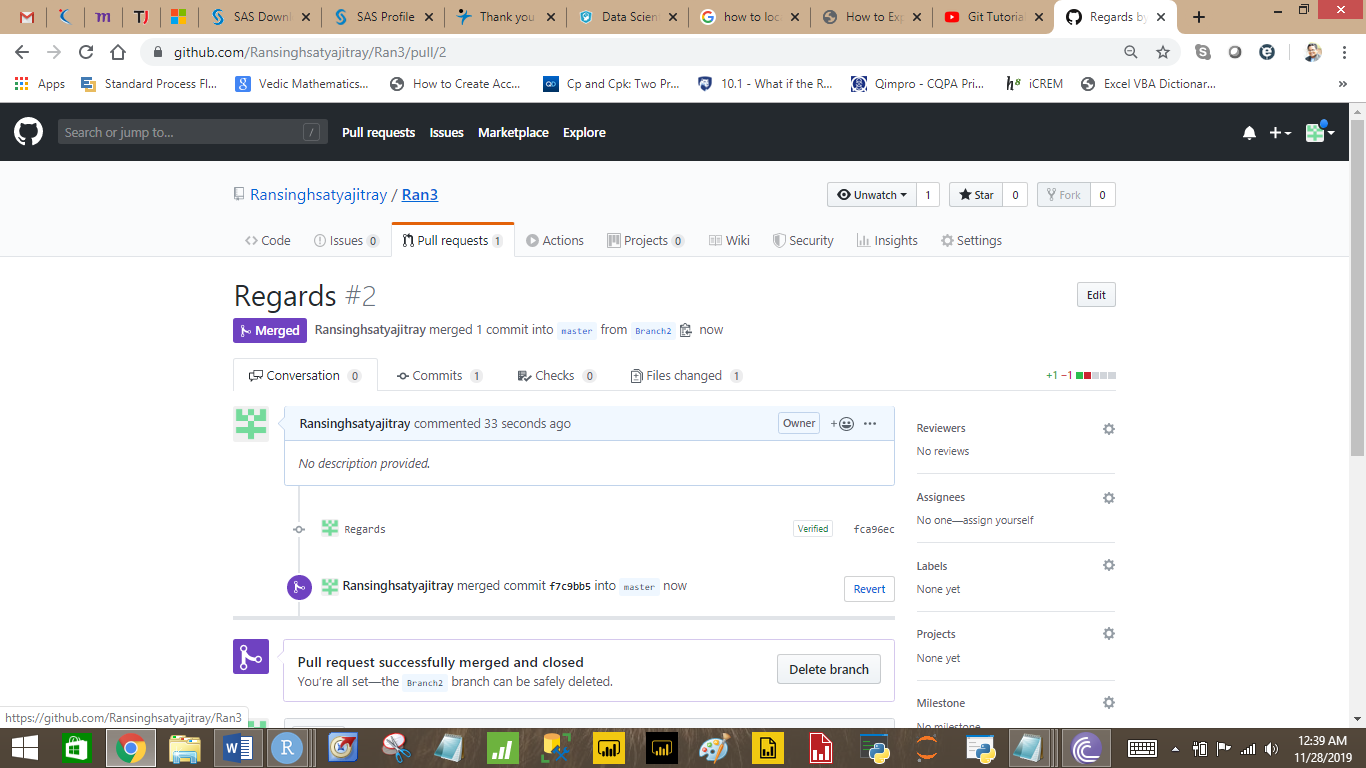 SAS Downl
SAS Profile
Thank you
Data Scien
how to loc
How to Exp
Git Tutoria
Regards by
github.com/Ransinghsatyajitray/Ran3/pull/2
Apps
Standard Process Fl...
Vedic Mathematics...
How to Create Acc...
Cp and Cpk: Two Pr...
10.1 - What if the R...
Qimpro - CQPA Pri...
iCREM
Excel VBA Dictionar...
»
Search or jump to...
/
Pull requests
Issues
Marketplace
Explore
Ransinghsatyajitray / Ran3
Unwatch 1
Star 0
Fork 0
Code
Issues 0
Pull requests 1
Actions
Projects 0
Wiki
Security
Insights
Settings
Regards #2
Edit
Merged
Ransinghsatyajitray merged 1 commit into master from Branch2 now
Conversation 0
Commits 1
Checks 0
Files changed 1
+1 −1
Ransinghsatyajitray commented 33 seconds ago
Owner
No description provided.
Regards
Verified
fca96ec
Ransinghsatyajitray merged commit f7c9bb5 into master now
Revert
Pull request successfully merged and closed
You're all set—the Branch2 branch can be safely deleted.
Delete branch
Reviewers
No reviews
Assignees
No one—assign yourself
Labels
None yet
Projects
None yet
Milestone
No milestone
https://github.com/Ransinghsatyajitray/Ran3
12:39 AM
11/28/2019